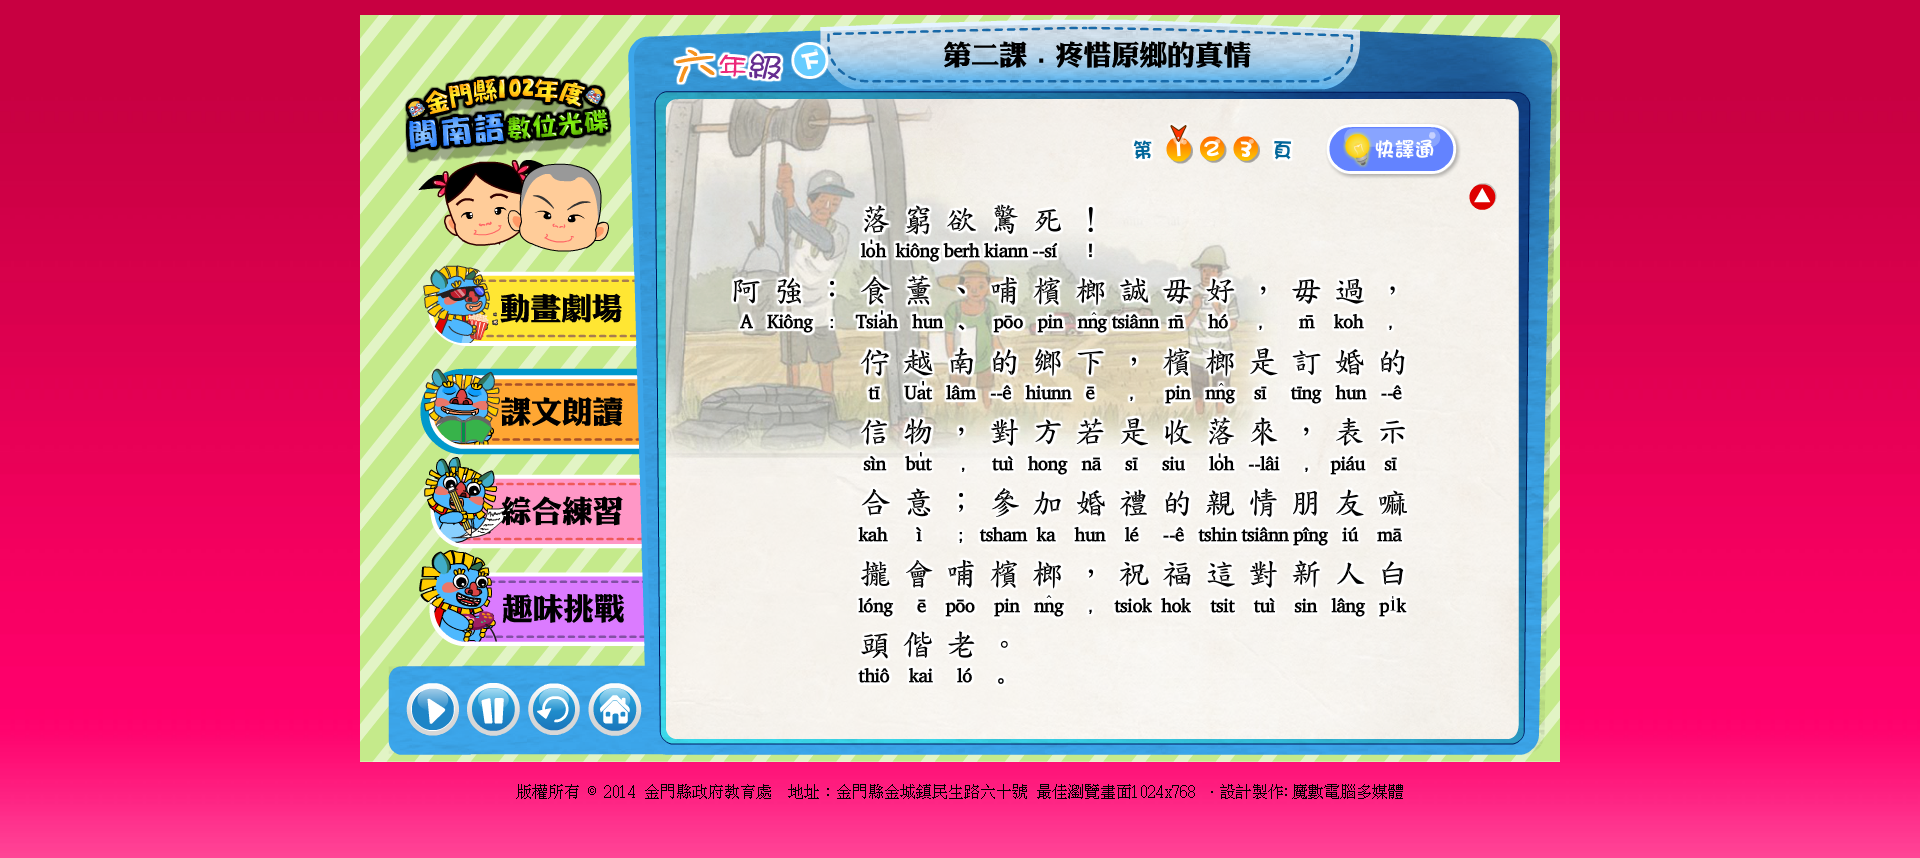 六年級 下
第二課．疼惜原鄉的真情
金門縣102年度
閩南語數位光碟
第 1 2 3 頁
快譯通
動畫劇場
課文朗讀
綜合練習
趣味挑戰
落窮欲驚死！
lo̍h kiông berh kiann --sí !
阿強：食薰、哺檳榔誠毋好，毋過，
A Kiông : Tsia̍h hun 、 pōo pin nn̂g tsiânn m̄ hó , m̄ koh ,
佇越南的鄉下，檳榔是訂婚的
tī Ua̍t lâm --ê hiunn ē , pin nn̂g sī tīng hun --ê
信物，對方若是收落來，表示
sìn bu̍t , tuì hong nā sī siu lo̍h --lâi , piáu sī
合意；參加婚禮的親情朋友嘛
kah ì ; tsham ka hun lé --ê tshin tsiânn pîng iú mā
攏會哺檳榔，祝福這對新人白
lóng ē pōo pin nn̂g , tsiok hok tsit tuì sin lâng pi̍k
頭偕老。
thiô kai ló 。
版權所有 © 2014 金門縣政府教育處 地址：金門縣金城鎮民生路六十號 最佳瀏覽畫面1024x768 ．設計製作:魔數電腦多媒體